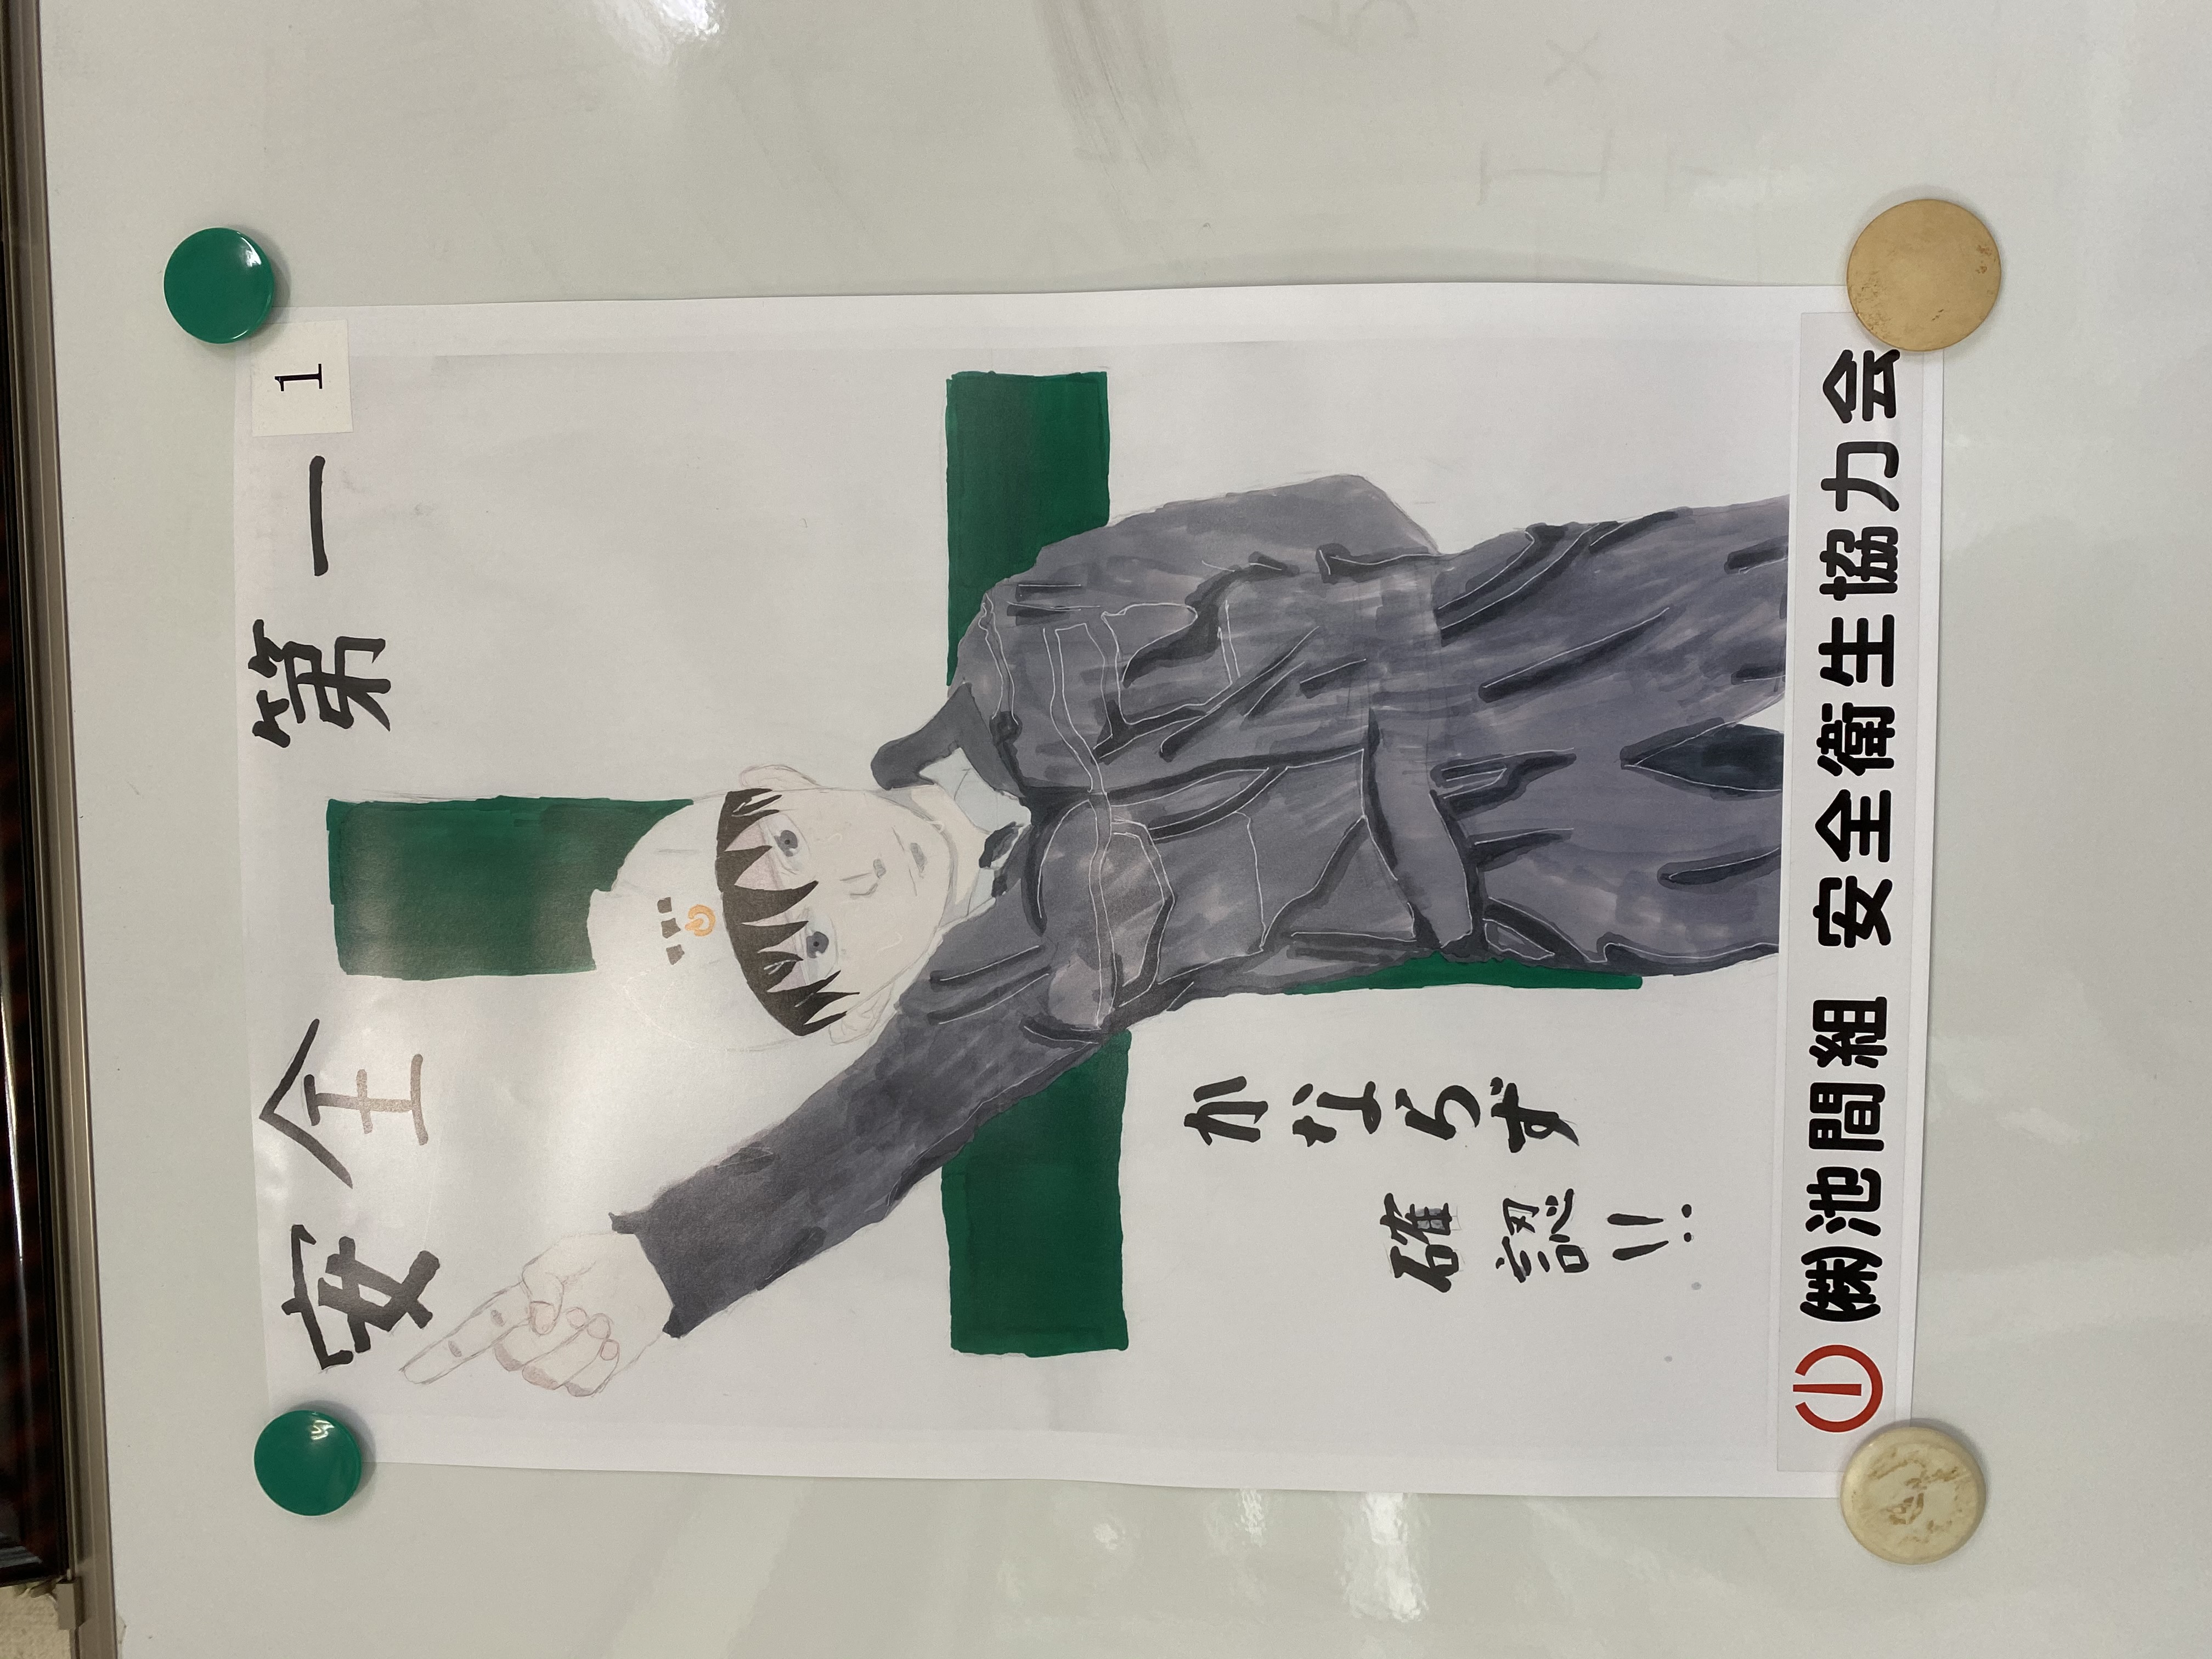 安全第一
1
かならず
確認!!
㈱池間組 安全衛生協力会